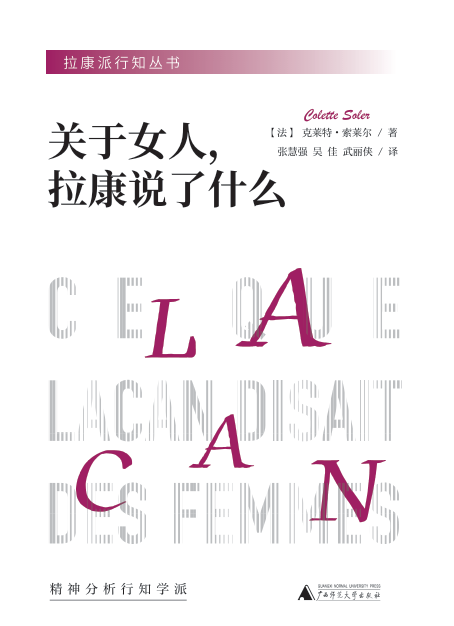 拉康派行知丛书
Colette Soler
【法】 克莱特·索莱尔 / 著
张慧强 吴 佳 武丽侠 / 译
关于女人，
拉康说了什么
CE QUE
LACAN DISAIT
DES FEMMES
LA
CAN
精神分析行知学派
GUANGXI NORMAL UNIVERSITY PRESS
广西师范大学出版社